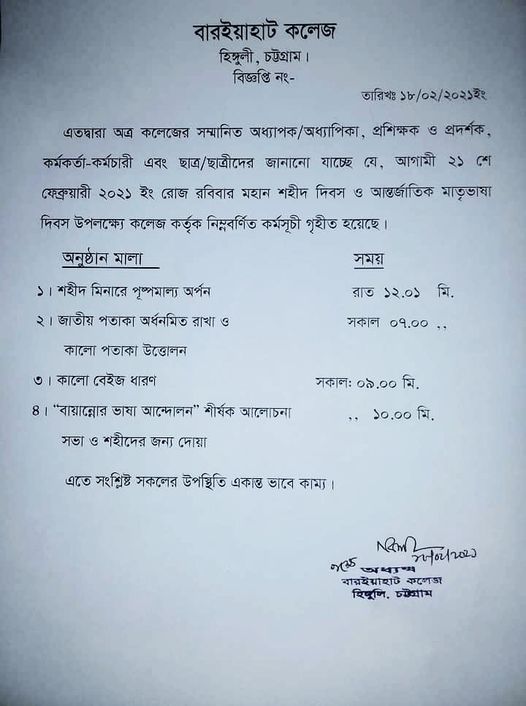 বারইয়াহাট কলেজ
হিঙ্গুলী, চট্টগ্রাম।
বিজ্ঞপ্তি নং-
তারিখঃ ১৮/০২/২০২১ইং
এতদ্বারা অত্র কলেজের সম্মানিত অধ্যাপক/অধ্যাপিকা, প্রশিক্ষক ও প্রদর্শক,
কর্মকর্তা-কর্মচারী এবং ছাত্র/ছাত্রীদের জানানো যাচ্ছে যে, আগামী ২১ শে
ফেব্রুয়ারী ২০২১ ইং রোজ রবিবার মহান শহীদ দিবস ও আন্তর্জাতিক মাতৃভাষা
দিবস উপলক্ষ্যে কলেজ কর্তৃক নিম্নবর্ণিত কর্মসূচী গৃহীত হয়েছে।
অনুষ্ঠান মালা সময়
১। শহীদ মিনারে পুষ্পমাল্য অর্পন রাত ১২.০১ মি.
২। জাতীয় পতাকা অর্ধনমিত রাখা ও সকাল ০৭.০০ ,,
কালো পতাকা উত্তোলন
৩। কালো বেইজ ধারণ সকাল: ০৯.০০ মি.
৪। “বায়ান্নোর ভাষা আন্দোলন” শীর্ষক আলোচনা ,, ১০.০০ মি.
সভা ও শহীদের জন্য দোয়া
এতে সংশ্লিষ্ট সকলের উপস্থিতি একান্ত ভাবে কাম্য।
অধ্যক্ষ
বারইয়াহাট কলেজ
হিঙ্গুলি, চট্টগ্রাম